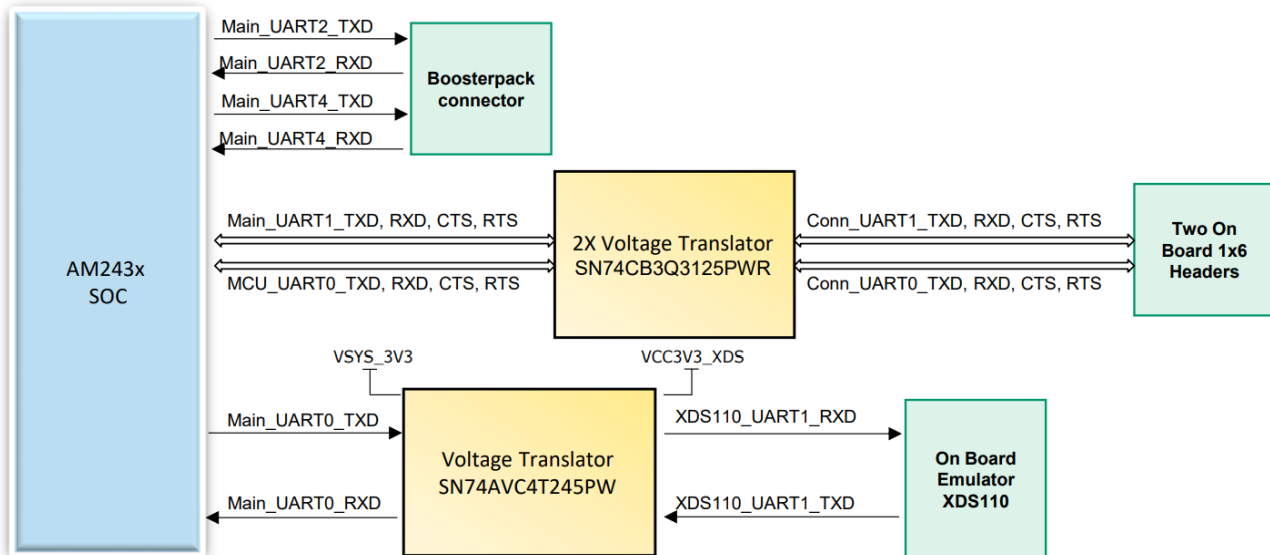 Main_UART2_TXD
Main_UART2_RXD
Main_UART4_TXD
Main_UART4_RXD
Boosterpack
connector
AM243x
SOC
Main_UART1_TXD, RXD, CTS, RTS
MCU_UART0_TXD, RXD, CTS, RTS
2X Voltage Translator
SN74CB3Q3125PWR
Conn_UART1_TXD, RXD, CTS, RTS
Conn_UART0_TXD, RXD, CTS, RTS
Two On
Board 1x6
Headers
VSYS_3V3
VCC3V3_XDS
Main_UART0_TXD
Main_UART0_RXD
Voltage Translator
SN74AVC4T245PW
XDS110_UART1_RXD
XDS110_UART1_TXD
On Board
Emulator
XDS110